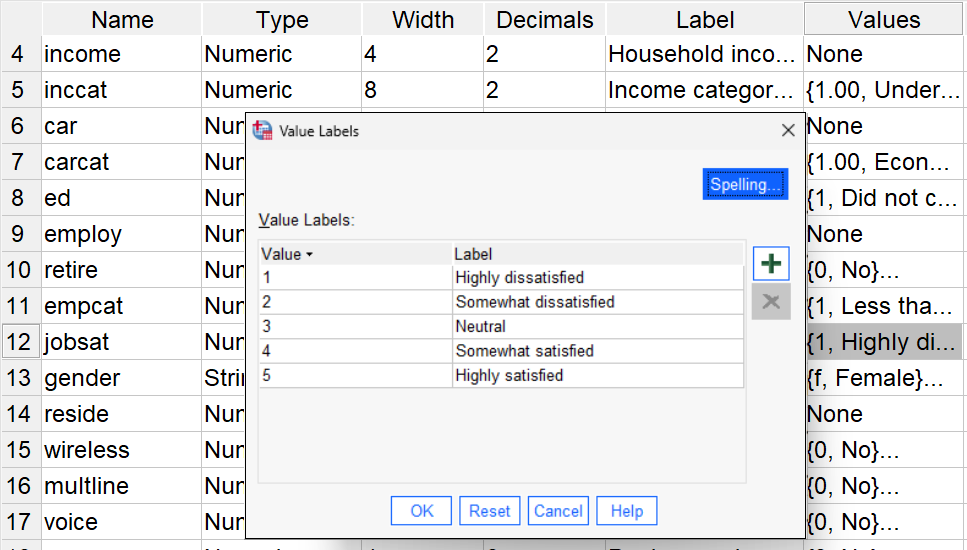 Name Type Width Decimals Label Values
4 income Numeric 4 2 Household inco... None
5 inccat Numeric 8 2 Income categor... {1.00, Under...
6 car Nur None
7 carcat Nur {1.00, Econ...
8 ed Nur {1, Did not c...
9 employ Nur None
10 retire Nur {0, No}...
11 empcat Nur {1, Less tha...
12 jobsat Nur {1, Highly di...
13 gender Strin {f, Female}...
14 reside Nur None
15 wireless Nur {0, No}...
16 multline Nur {0, No}...
17 voice Nur {0, No}...
Value Labels
Spelling...
Value Labels:
Value Label
1 Highly dissatisfied
2 Somewhat dissatisfied
3 Neutral
4 Somewhat satisfied
5 Highly satisfied
OK Reset Cancel Help